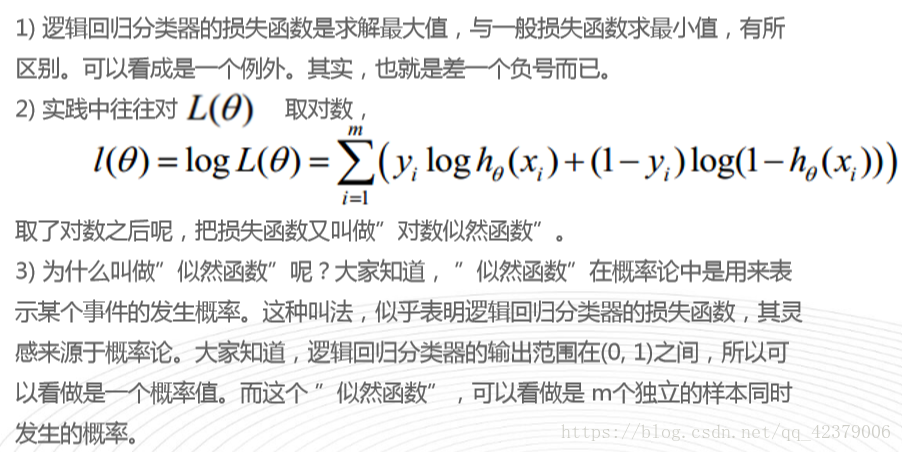 1) 逻辑回归分类器的损失函数是求解最大值，与一般损失函数求最小值，有所
区别。可以看成是一个例外。其实，也就是差一个负号而已。
2) 实践中往往对 L(θ) 取对数，
l(θ) = log L(θ) = ∑_{i=1}^{m} (y_i log h_θ(x_i) + (1 − y_i) log(1 − h_θ(x_i)))
取了对数之后呢，把损失函数又叫做”对数似然函数”。
3) 为什么叫做”似然函数”呢？大家知道，”似然函数”在概率论中是用来表
示某个事件的发生概率。这种叫法，似乎表明逻辑回归分类器的损失函数，其灵
感来源于概率论。大家知道，逻辑回归分类器的输出范围在(0, 1)之间，所以可
以看做是一个概率值。而这个”似然函数”，可以看做是 m个独立的样本同时
发生的概率。
https://blog.csdn.net/qq_42379006